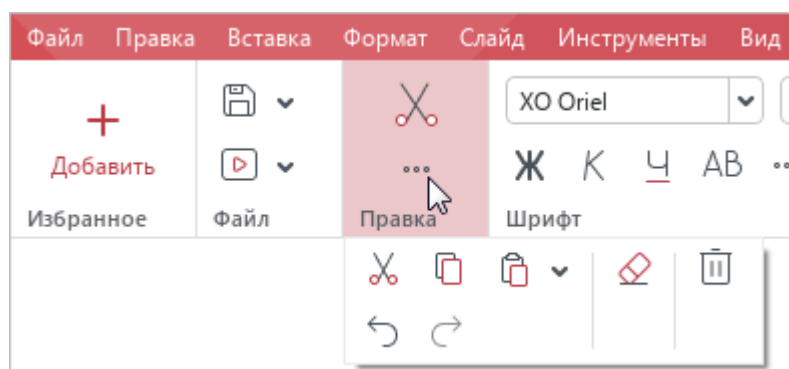 Файл Правка Вставка Формат Слайд Инструменты Вид
XO Oriel
Добавить
Ж К Ч АВ
Избранное Файл Правка Шрифт